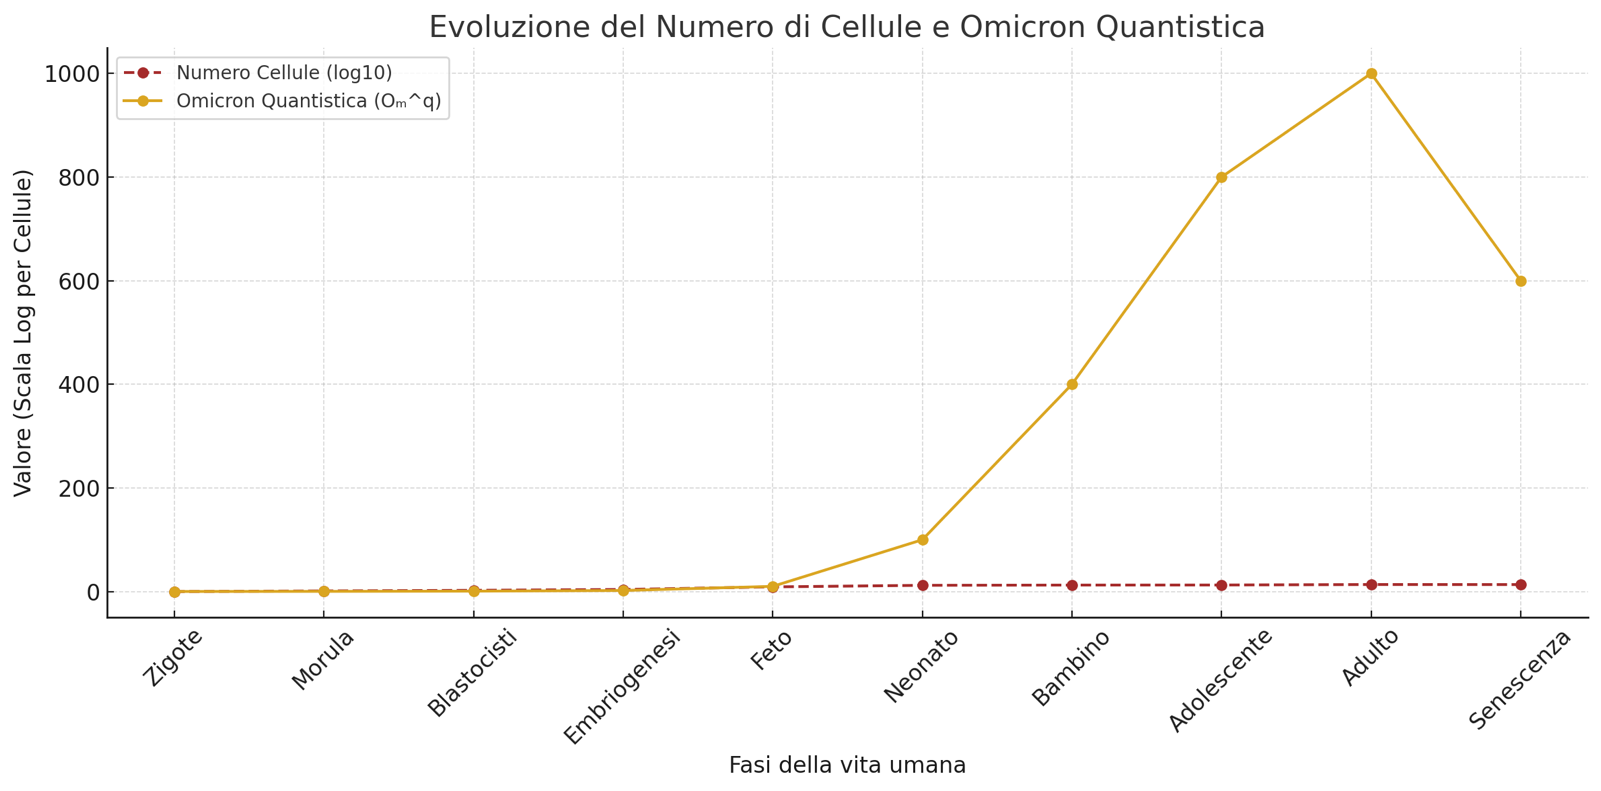 Evoluzione del Numero di Cellule e Omicron Quantistica
Numero Cellule (log10)
Omicron Quantistica (Oₘ^q)
Valore (Scala Log per Cellule)
1000
800
600
400
200
0
Zigote
Morula
Blastocisti
Embriogenesi
Feto
Neonato
Bambino
Adolescente
Adulto
Senescenza
Fasi della vita umana